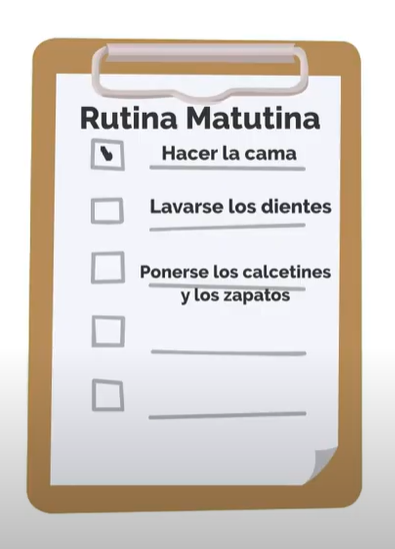 Rutina Matutina
Hacer la cama
Lavarse los dientes
Ponerse los calcetines
y los zapatos